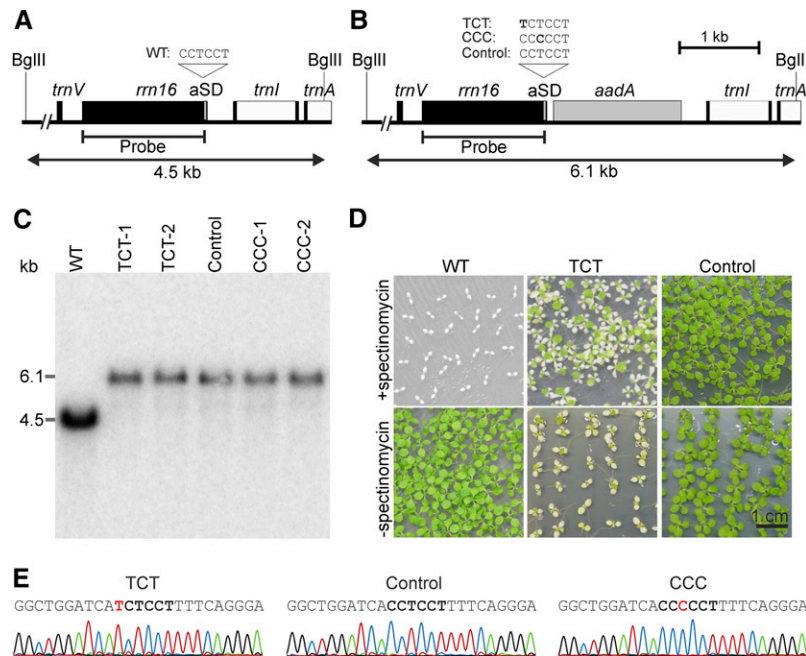 A
WT: CCTCCT
BglII
trnV
rrn16
aSD
trnI
trnA
BglII
Probe
4.5 kb
B
TCT: TCTCCT
CCC: CCCCCT
Control: CCTCCT
1 kb
BglII
trnV
rrn16
aSD
aadA
trnI
trnA
BglI
Probe
6.1 kb
C
kb
WT
TCT-1
TCT-2
Control
CCC-1
CCC-2
6.1
4.5
D
WT
TCT
Control
+spectinomycin
-spectinomycin
1 cm
E
TCT
Control
CCC
GGCTGGATCATCTCCTTTTCAGGGA
GGCTGGATCACCTCCTTTTCAGGGA
GGCTGGATCACCCCCTTTTCAGGGA